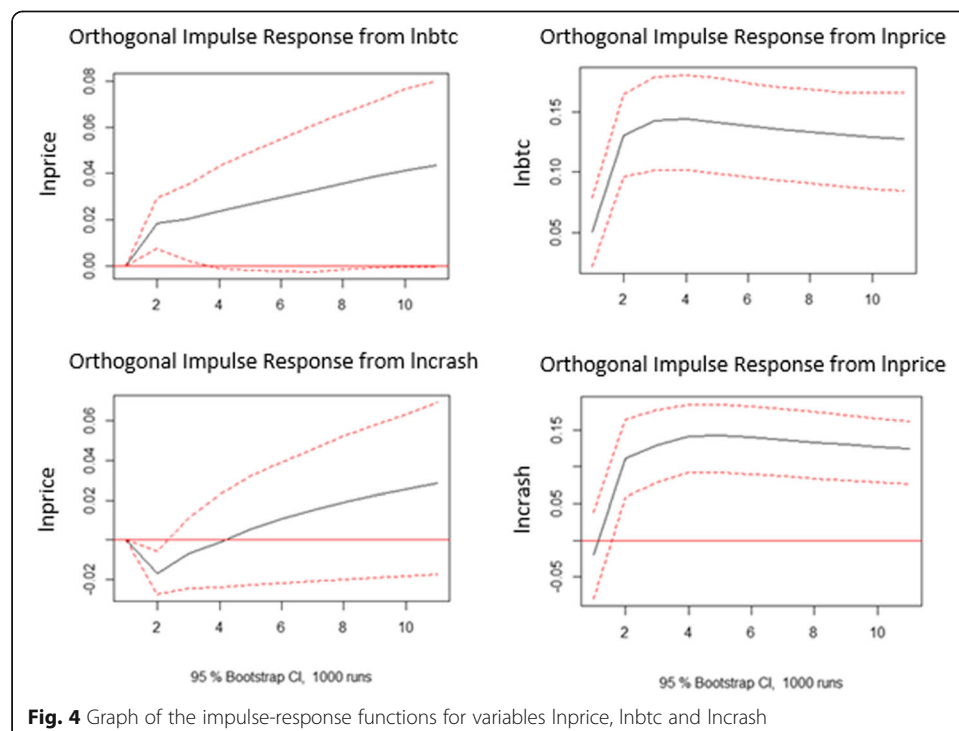 Orthogonal Impulse Response from lnbtc
lnprice
0.00 0.02 0.04 0.06 0.08
2 4 6 8 10
Orthogonal Impulse Response from lnprice
lnbtc
0.05 0.10 0.15
2 4 6 8 10
Orthogonal Impulse Response from lncrash
lnprice
-0.02 0.02 0.04 0.06
2 4 6 8 10
95 % Bootstrap CI, 1000 runs
Orthogonal Impulse Response from lnprice
lncrash
-0.05 0.05 0.15
2 4 6 8 10
95 % Bootstrap CI, 1000 runs
Fig. 4 Graph of the impulse-response functions for variables lnprice, lnbtc and lncrash